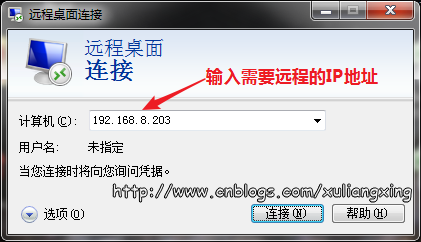 远程桌面连接
远程桌面
连接
输入需要远程的IP地址
计算机(C):
192.168.8.203
用户名:
未指定
当您连接时将向您询问凭据。
http://www.cnblogs.com/xuliangxing
选项(O)
连接(N)
帮助(H)